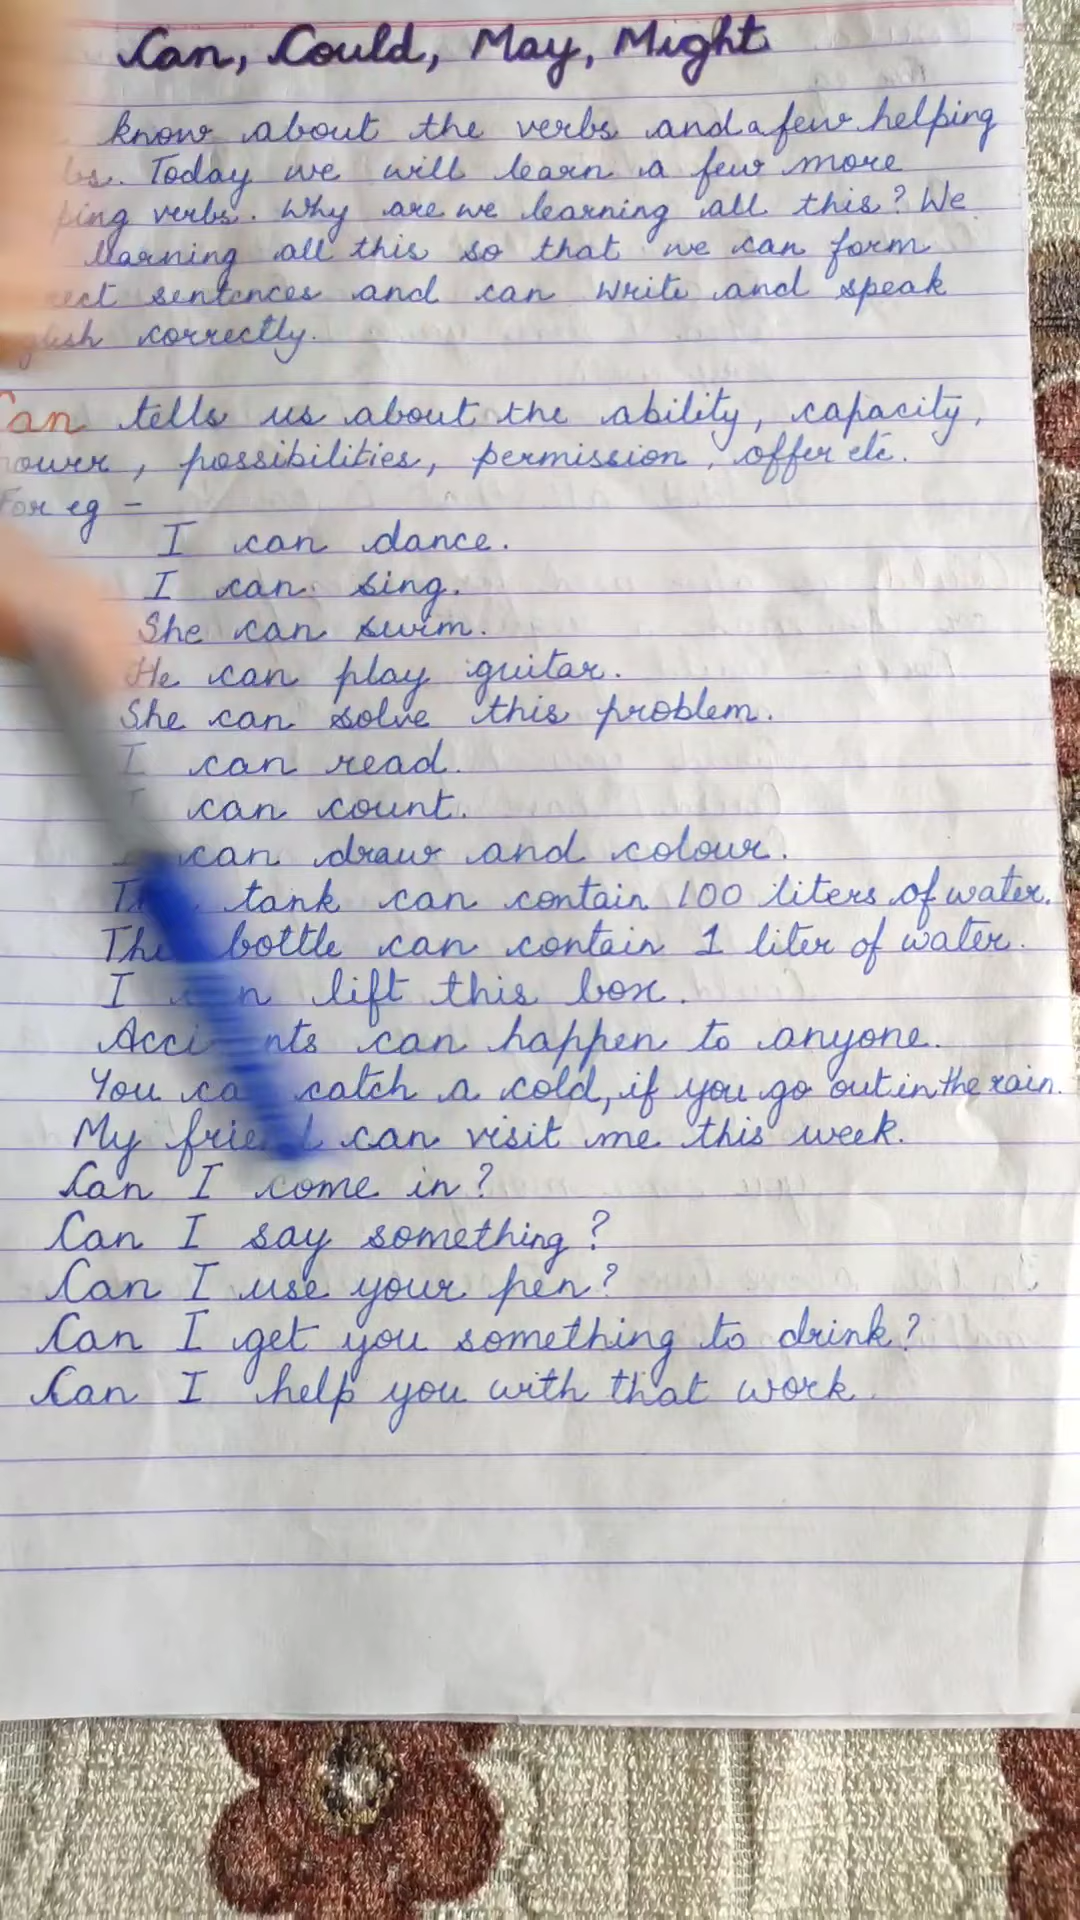 Can, Could, May, Might
know about the verbs and a few helping
Today we will learn a few more
verbs. Why are we learning all this? We
learning all this so that we can form
sentences and can write and speak
correctly.
Can tells us about the ability, capacity,
power, possibilities, permission, offer etc.
For eg -
I can dance.
I can sing.
She can swim.
He can play guitar.
She can solve this problem.
I can read.
can count.
can draw and colour.
tank can contain 100 liters of water.
bottle can contain 1 liter of water.
I lift this box.
Accidents can happen to anyone.
You catch a cold, if you go out in the rain.
My friend can visit me this week.
Can I come in?
Can I say something?
Can I use your pen?
Can I get you something to drink?
Can I help you with that work.